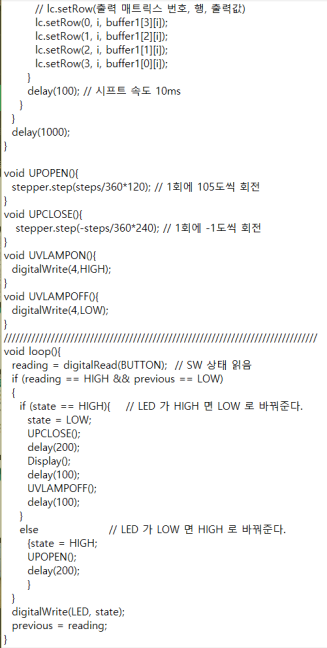 // lc.setRow(출력 매트릭스 번호, 행, 출력값)
lc.setRow(0, i, buffer1[3][i]);
lc.setRow(1, i, buffer1[2][i]);
lc.setRow(2, i, buffer1[1][i]);
lc.setRow(3, i, buffer1[0][i]);
}
delay(100); // 시프트 속도 10ms
}
}
delay(1000);
}

void UPOPEN(){
stepper.step(steps/360*120); // 1회에 105도씩 회전
}
void UPCLOSE(){
stepper.step(-steps/360*240); // 1회에 -1도씩 회전
}
void UVLAMPON(){
digitalWrite(4,HIGH);
}
void UVLAMPOFF(){
digitalWrite(4,LOW);
}
///////////////////////////////////////////////////////////////////////////////
void loop(){
reading = digitalRead(BUTTON); // SW 상태 읽음
if (reading == HIGH && previous == LOW)
{
if (state == HIGH){ // LED 가 HIGH 면 LOW 로 바꿔준다.
state = LOW;
UPCLOSE();
delay(200);
Display();
delay(100);
UVLAMPOFF();
delay(100);
}
else // LED 가 LOW 면 HIGH 로 바꿔준다.
{state = HIGH;
UPOPEN();
delay(200);
}
}
digitalWrite(LED, state);
previous = reading;
}